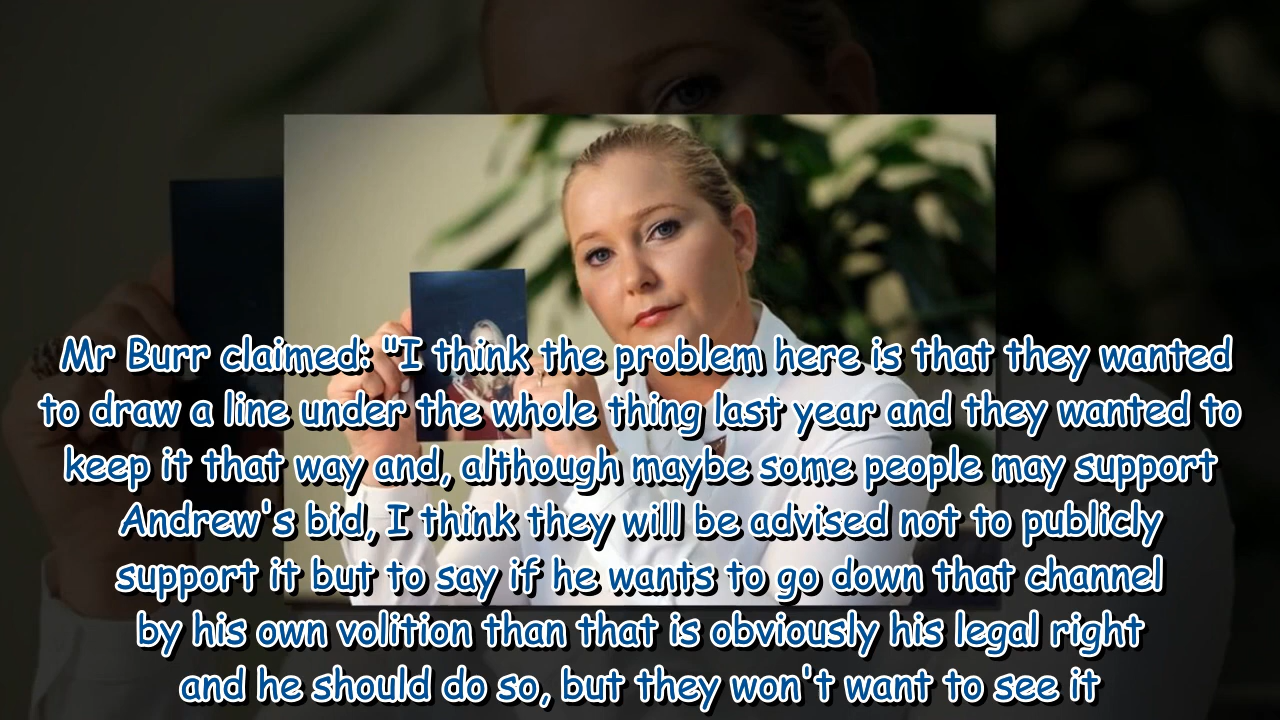 Mr Burr claimed: "I think the problem here is that they wanted
to draw a line under the whole thing last year and they wanted to
keep it that way and, although maybe some people may support
Andrew's bid, I think they will be advised not to publicly
support it but to say if he wants to go down that channel
by his own volition than that is obviously his legal right
and he should do so, but they won't want to see it